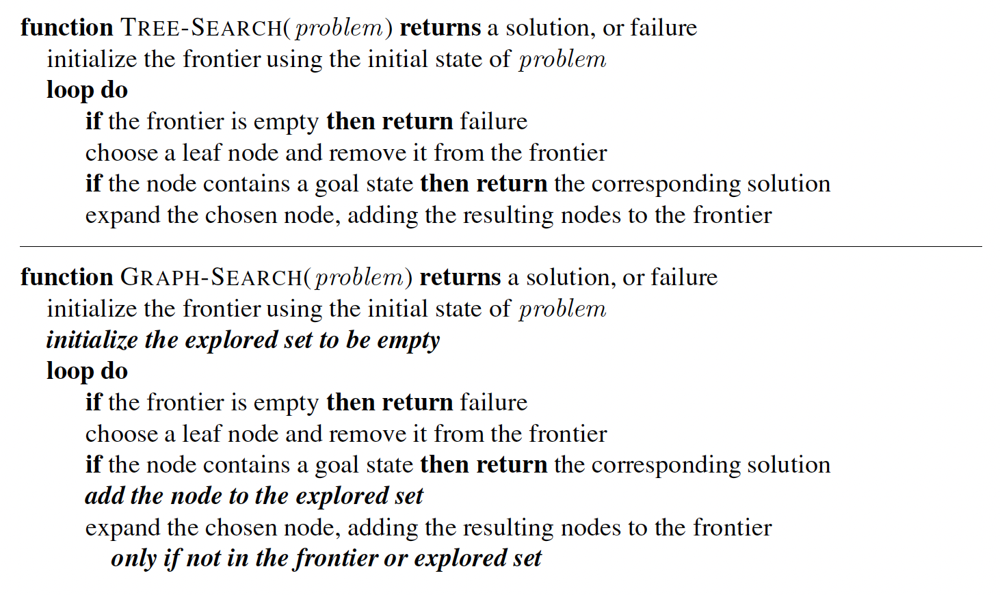 function TREE-SEARCH(problem) returns a solution, or failure
initialize the frontier using the initial state of problem
loop do
if the frontier is empty then return failure
choose a leaf node and remove it from the frontier
if the node contains a goal state then return the corresponding solution
expand the chosen node, adding the resulting nodes to the frontier
function GRAPH-SEARCH(problem) returns a solution, or failure
initialize the frontier using the initial state of problem
initialize the explored set to be empty
loop do
if the frontier is empty then return failure
choose a leaf node and remove it from the frontier
if the node contains a goal state then return the corresponding solution
add the node to the explored set
expand the chosen node, adding the resulting nodes to the frontier
only if not in the frontier or explored set